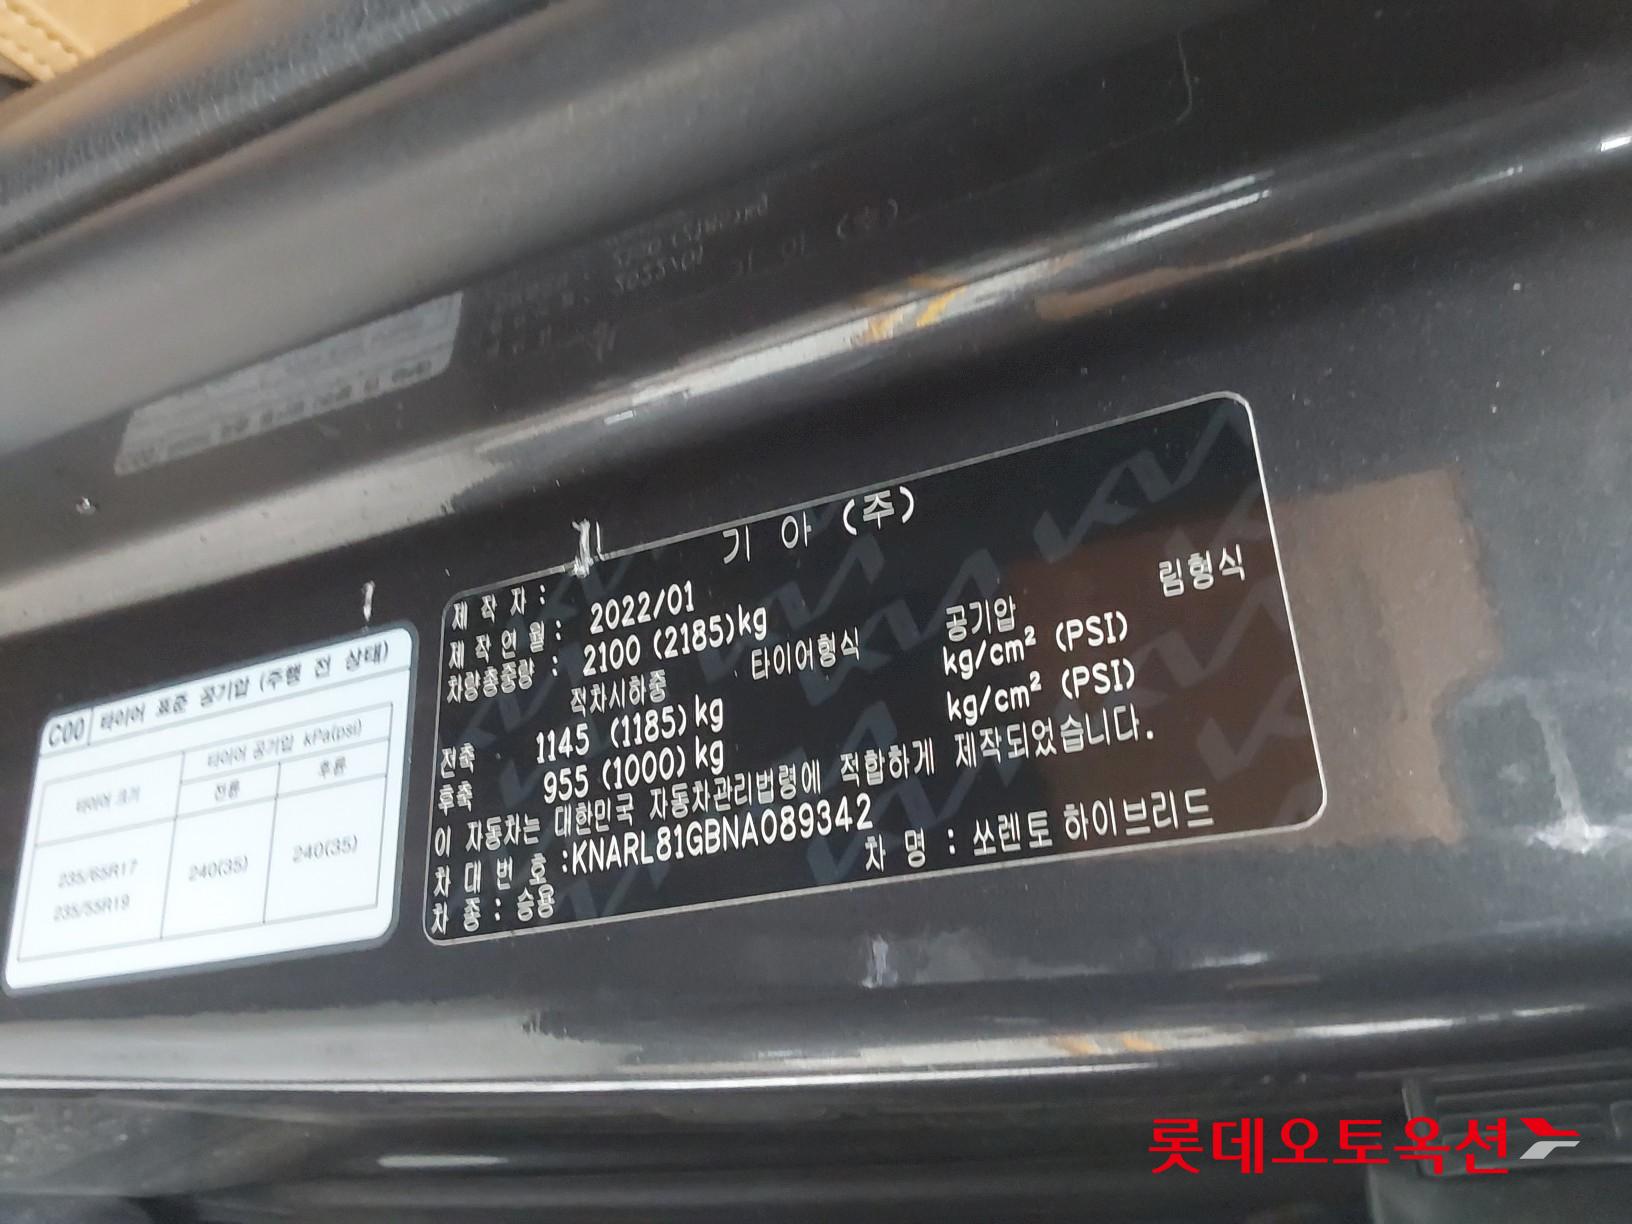 C00 타이어 표준 공기압 (주행 전 상태)
타이어 크기
타이어 공기압 kPa(psi)
전륜 후륜
235/65R17
235/55R19
240(35) 240(35)
제 작 자 : 기 아 (주)
제 작 연 월 : 2022/01
차량총중량 : 2100 (2185)kg
적차시하중 타이어형식 공기압 림형식
전축 1145 (1185)kg kg/cm² (PSI)
후축 955 (1000)kg kg/cm² (PSI)
이 자동차는 대한민국 자동차관리법령에 적합하게 제작되었습니다.
차 대 번 호 :KNARL81GBNA089342
차 종 : 승용 차 명 : 쏘렌토 하이브리드
롯데오토옥션